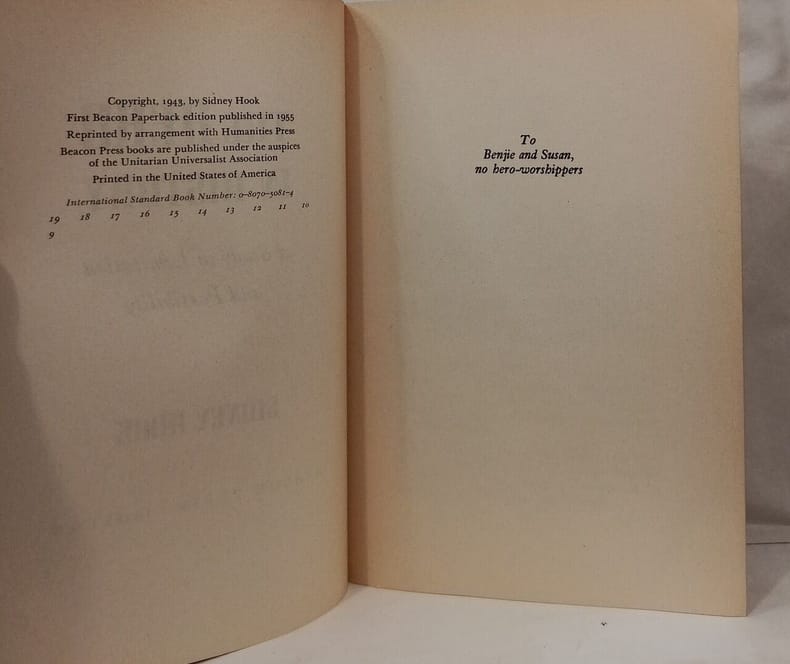 Copyright, 1943, by Sidney Hook
First Beacon Paperback edition published in 1955
Reprinted by arrangement with Humanities Press
Beacon Press books are published under the auspices
of the Unitarian Universalist Association
Printed in the United States of America
International Standard Book Number: 0-8070-5081-4
19 18 17 16 15 14 13 12 11 10
9
To
Benjie and Susan,
no hero-worshippers